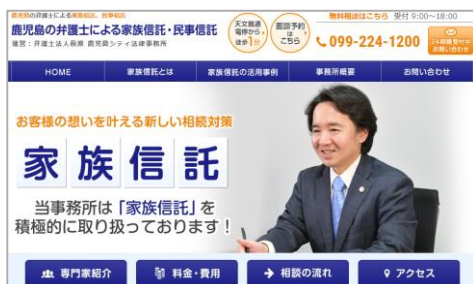 鹿児島の弁護士による家族信託、民事信託
鹿児島の弁護士による家族信託・民事信託
運営：弁護士法人萩原 鹿児島シティ法律事務所
天文館通
電停から
徒歩1分
面談予約
は
こちら
無料相談はこちら 受付 9:00～18:00
099-224-1200
24時間受付中
お問い合わせ
HOME
家族信託とは
家族信託の活用事例
事務所概要
お問い合わせ
お客様の想いを叶える新しい相続対策
家族信託
当事務所は「家族信託」を
積極的に取り扱っております！
専門家紹介
料金・費用
相談の流れ
アクセス